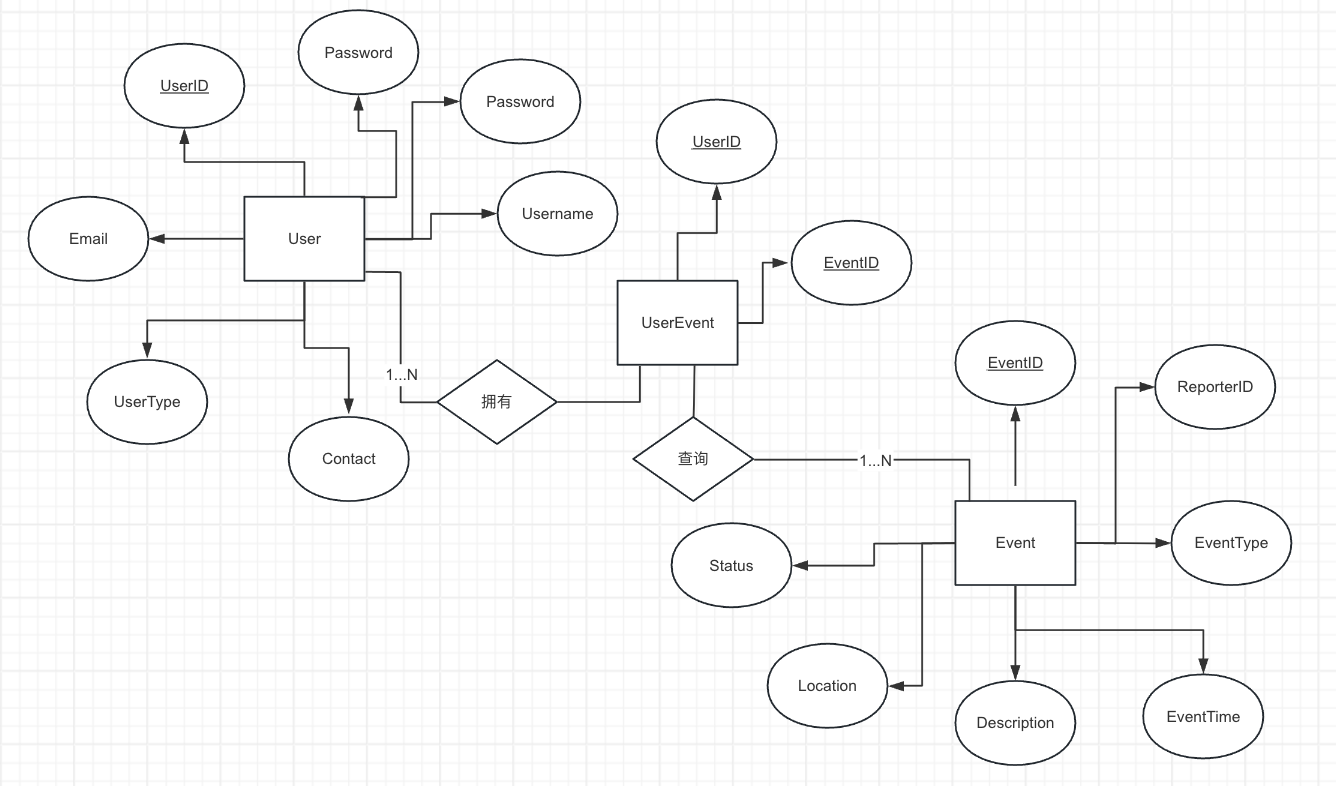 Password
UserID
Password
UserID
Username
Email
User
EventID
UserEvent
EventID
ReporterID
1...N
UserType
拥有
Contact
查询
1...N
Status
Event
EventType
Location
Description
EventTime